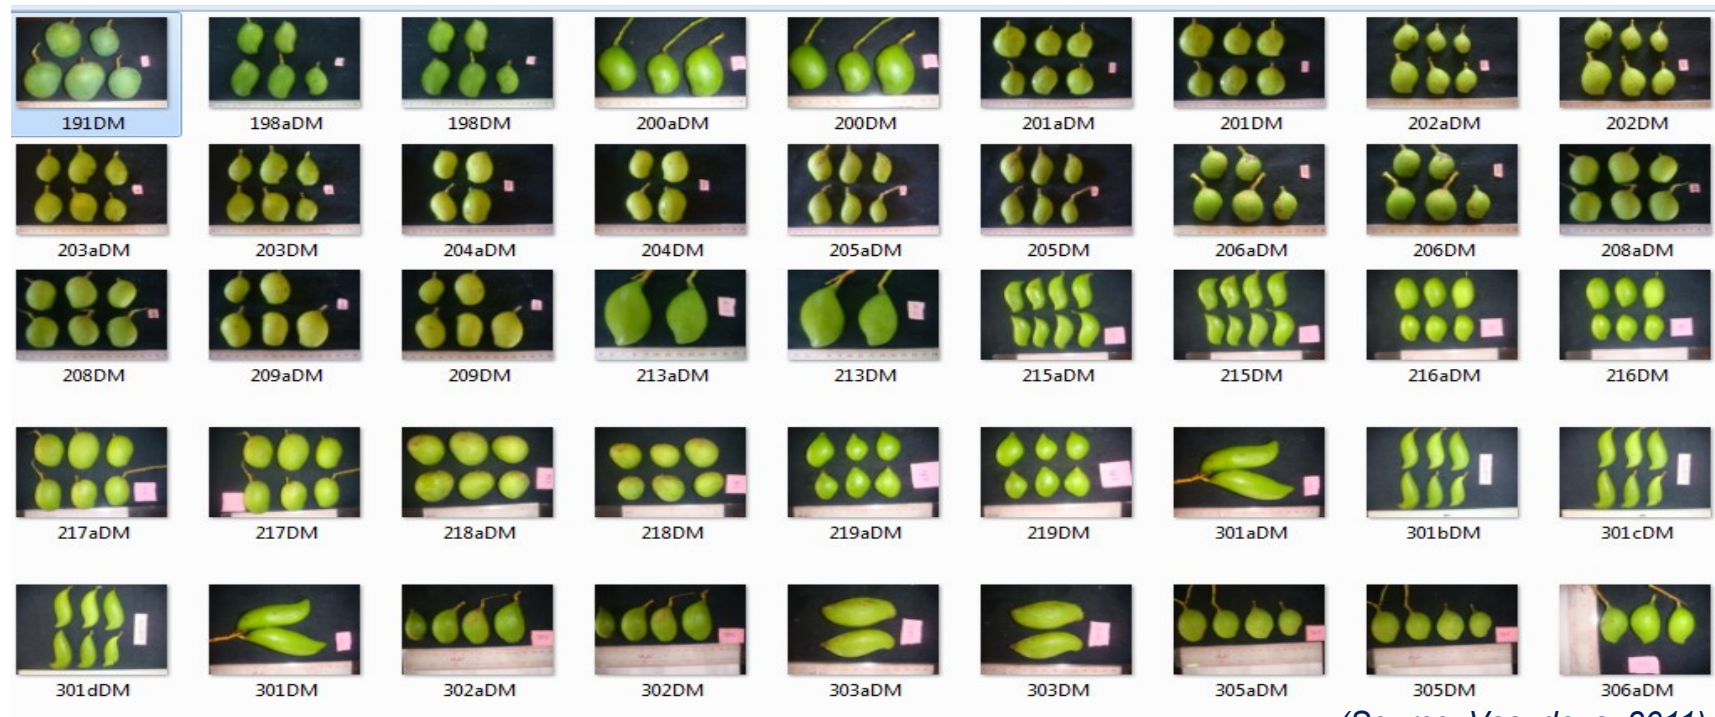 191DM 198aDM 198DM 200aDM 200DM 201aDM 201DM 202aDM 202DM
203aDM 203DM 204aDM 204DM 205aDM 205DM 206aDM 206DM 208aDM
208DM 209aDM 209DM 213aDM 213DM 215aDM 215DM 216aDM 216DM
217aDM 217DM 218aDM 218DM 219aDM 219DM 301aDM 301bDM 301cDM
301dDM 301DM 302aDM 302DM 303aDM 303DM 305aDM 305DM 306aDM
2011)